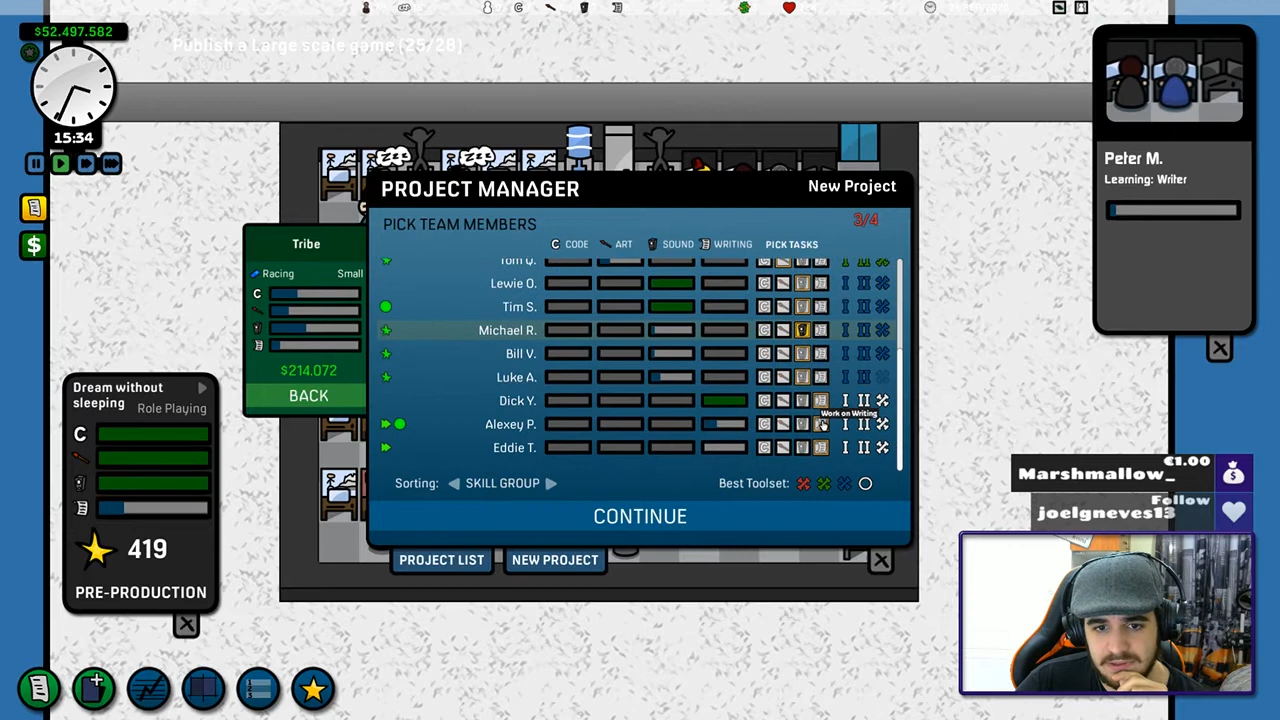 $52.497.582
Publish a Large scale game (25/28)
15:34
$
PROJECT MANAGER
New Project
PICK TEAM MEMBERS
3/4
C CODE ART SOUND WRITING PICK TASKS
Tom Q.
Lewie O.
Tim S.
Michael R.
Bill V.
Luke A.
Dick Y.
Work on Writing
Alexey P.
Eddie T.
Sorting: SKILL GROUP
Best Toolset:
CONTINUE
PROJECT LIST
NEW PROJECT
Tribe
Racing Small
C
$214.072
BACK
Dream without sleeping
Role Playing
C
419
PRE-PRODUCTION
Peter M.
Learning: Writer
€1.00
Marshmallow_
Follow
joelgneves13